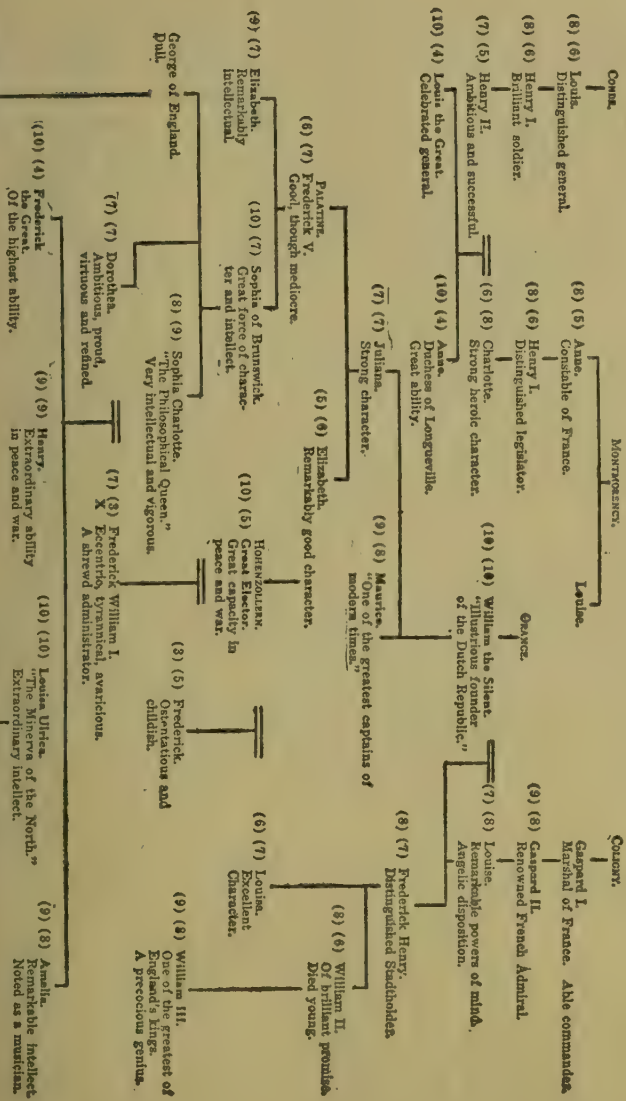 CONDE.
MONTMORENCY.
COLIGNY.
(8) (6) Louis.
Distinguished general.
(8) (5) Anne.
Constable of France.
Louise.
Gaspard I.
Marshal of France. Able commander.
(8) (6) Henry I.
Brilliant soldier.
(8) (6) Henry I.
Distinguished legislator.
ORANGE.
(9) (8) Gaspard II.
Renowned French Admiral.
(7) (5) Henry II.
Ambitious and successful.
(6) (8) Charlotte.
Strong heroic character.
(10) (10) William the Silent.
"Illustrious founder
of the Dutch Republic."
(7) (8) Louise.
Remarkable powers of mind.
Angelic disposition.
(10) (4) Louis the Great.
Celebrated general.
(10) (4) Anne.
Duchess of Longueville.
Great ability.
(7) (7) Juliana.
Strong character.
(9) (8) Maurice.
"One of the greatest captains of
modern times."
(8) (7) Frederick Henry.
Distinguished Stadtholder.
PALATINE.
(6) (7) Frederick V.
Good, though mediocre.
(5) (6) Elizabeth.
Remarkably good character.
(8) (6) William II.
Of brilliant promise.
Died young.
(9) (7) Elizabeth.
Remarkably
intellectual.
(10) (7) Sophia of Brunswick.
Great force of charac-
ter and intellect.
HOHENZOLLERN.
(10) (5) Great Elector.
Great capacity in
peace and war.
(6) (7) Louisa.
Excellent
Character.
George of England.
Dull.
(8) (9) Sophia Charlotte.
"The Philosophical Queen."
Very intellectual and vigorous.
(3) (5) Frederick.
Ostentatious and
childish.
(9) (8) William III.
One of the greatest of
England's kings.
A precocious genius.
(7) (7) Dorothea.
Ambitious, proud,
virtuous and refined.
(7) (3) Frederick William I.
X Eccentric, tyrannical, avaricious.
A shrewd administrator.
(10) (4) Frederick
the Great.
Of the highest ability.
(9) (9) Henry.
Extraordinary ability
in peace and war.
(10) (10) Louisa Ulrica.
"The Minerva of the North."
Extraordinary intellect.
(9) (8) Amalia.
Remarkable intellect.
Noted as a musician.